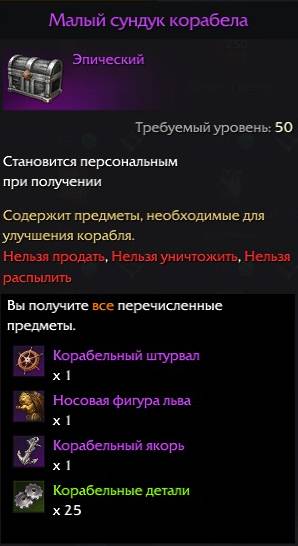 Малый сундук корабела
Эпический
Требуемый уровень: 50
Становится персональным
при получении
Содержит предметы, необходимые для
улучшения корабля.
Нельзя продать, Нельзя уничтожить, Нельзя
распылить
Вы получите все перечисленные
предметы.
Корабельный штурвал
x 1
Носовая фигура льва
x 1
Корабельный якорь
x 1
Корабельные детали
x 25